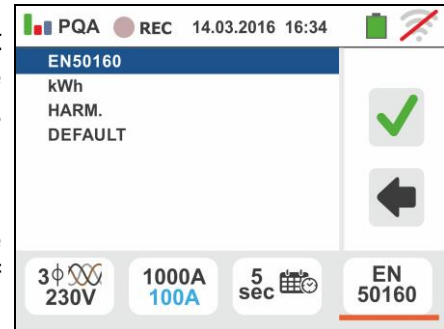 PQA REC 14.03.2016 16:34
EN50160
kWh
HARM.
DEFAULT
3ϕ 230V
1000A
100A
5 sec
EN 50160